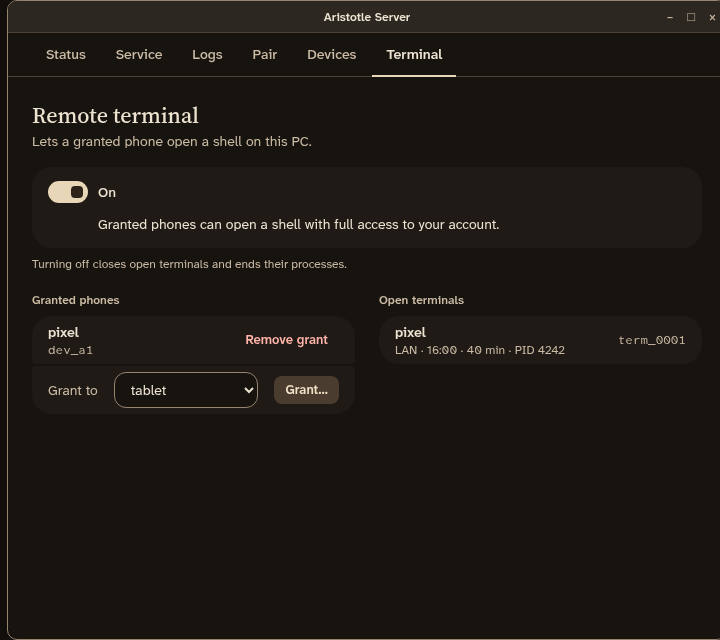 Aristotle Server
Status Service Logs Pair Devices Terminal
Remote terminal
Lets a granted phone open a shell on this PC.
On
Granted phones can open a shell with full access to your account.
Turning off closes open terminals and ends their processes.
Granted phones
pixel
dev_a1
Remove grant
Grant to tablet Grant...
Open terminals
pixel
LAN · 16:00 · 40 min · PID 4242
term_0001